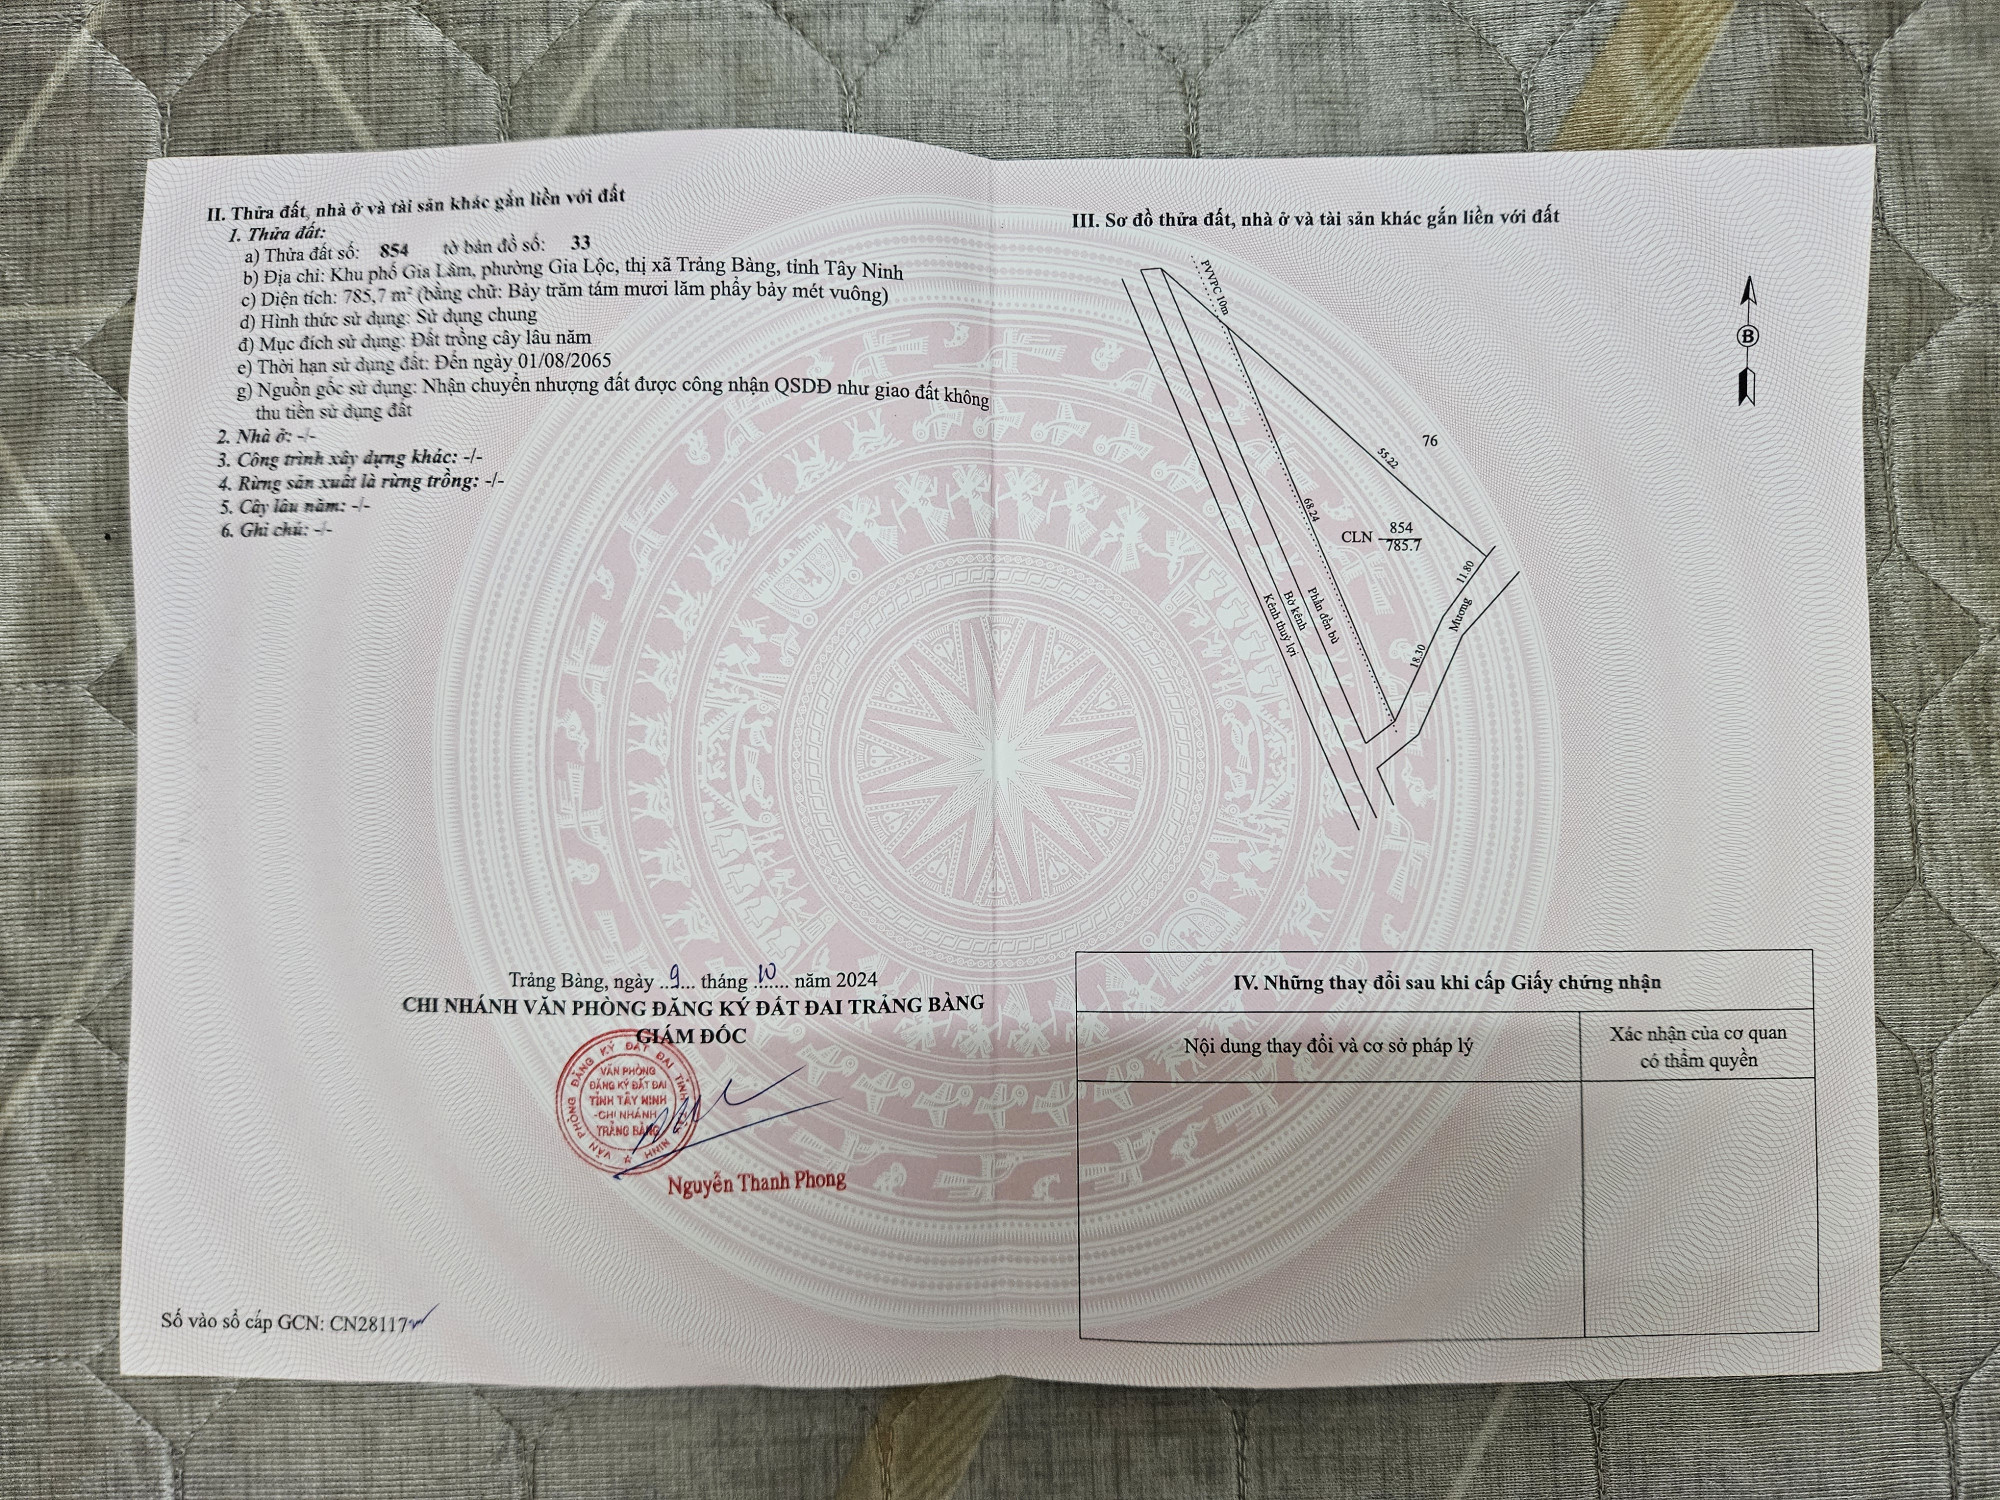 II. Thửa đất, nhà ở và tài sản khác gắn liền với đất
1. Thửa đất:
a) Thửa đất số: 854 tờ bản đồ số: 33
b) Địa chỉ: Khu phố Gia Lâm, phường Gia Lộc, thị xã Trảng Bàng, tỉnh Tây Ninh
c) Diện tích: 785,7 m² (bằng chữ: Bảy trăm tám mươi lăm phẩy bảy mét vuông)
d) Hình thức sử dụng: Sử dụng chung
đ) Mục đích sử dụng: Đất trồng cây lâu năm
e) Thời hạn sử dụng đất: Đến ngày 01/08/2065
g) Nguồn gốc sử dụng: Nhận chuyển nhượng đất được công nhận QSDĐ như giao đất không
thu tiền sử dụng đất
2. Nhà ở: -/-
3. Công trình xây dựng khác: -/-
4. Rừng sản xuất là rừng trồng: -/-
5. Cây lâu năm: -/-
6. Ghi chú: -/-
Trảng Bàng, ngày ..9... tháng .10.... năm 2024
CHI NHÁNH VĂN PHÒNG ĐĂNG KÝ ĐẤT ĐAI TRẢNG BÀNG
GIÁM ĐỐC
VĂN PHÒNG ĐĂNG KÝ ĐẤT ĐAI TỈNH TÂY NINH
VĂN PHÒNG
ĐĂNG KÝ ĐẤT ĐAI
TỈNH TÂY NINH
-CHI NHÁNH
TRẢNG BÀNG
Nguyễn Thanh Phong
Số vào sổ cấp GCN: CN28117
III. Sơ đồ thửa đất, nhà ở và tài sản khác gắn liền với đất
PVVPC 10m
B
76
55.22
68.24
CLN 854
785.7
11.80
Mương
18.30
Phần đền bù
Bờ kênh
Kênh thuỷ lợi
IV. Những thay đổi sau khi cấp Giấy chứng nhận
Nội dung thay đổi và cơ sở pháp lý
Xác nhận của cơ quan
có thẩm quyền